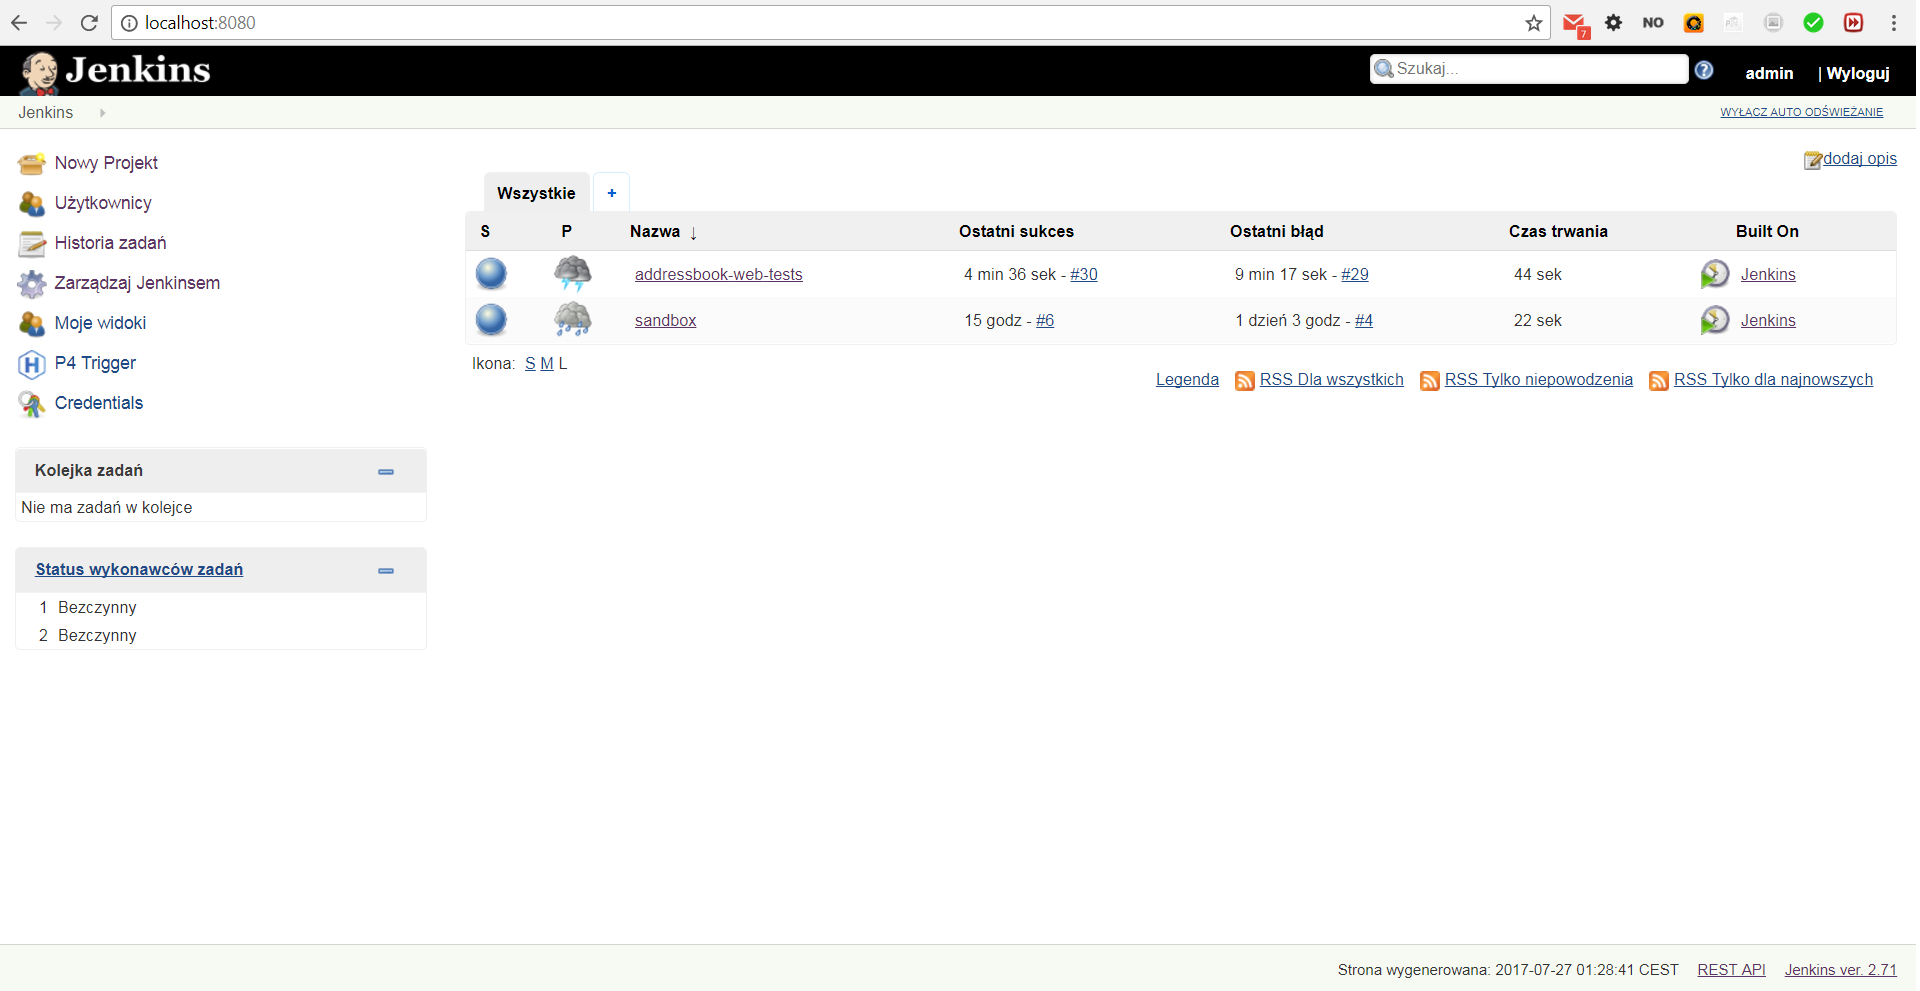 localhost:8080
NO
7
Jenkins
Szukaj...
admin
| Wyloguj
Jenkins
WYŁĄCZ AUTO ODŚWIEŻANIE
Nowy Projekt
Użytkownicy
Historia zadań
Zarządzaj Jenkinsem
Moje widoki
P4 Trigger
Credentials
Kolejka zadań
Nie ma zadań w kolejce
Status wykonawców zadań
1 Bezczynny
2 Bezczynny
dodaj opis
Wszystkie +
S P Nazwa ↓ Ostatni sukces Ostatni błąd Czas trwania Built On
addressbook-web-tests 4 min 36 sek - #30 9 min 17 sek - #29 44 sek Jenkins
sandbox 15 godz - #6 1 dzień 3 godz - #4 22 sek Jenkins
Ikona: S M L
Legenda RSS Dla wszystkich RSS Tylko niepowodzenia RSS Tylko dla najnowszych
Strona wygenerowana: 2017-07-27 01:28:41 CEST REST API Jenkins ver. 2.71